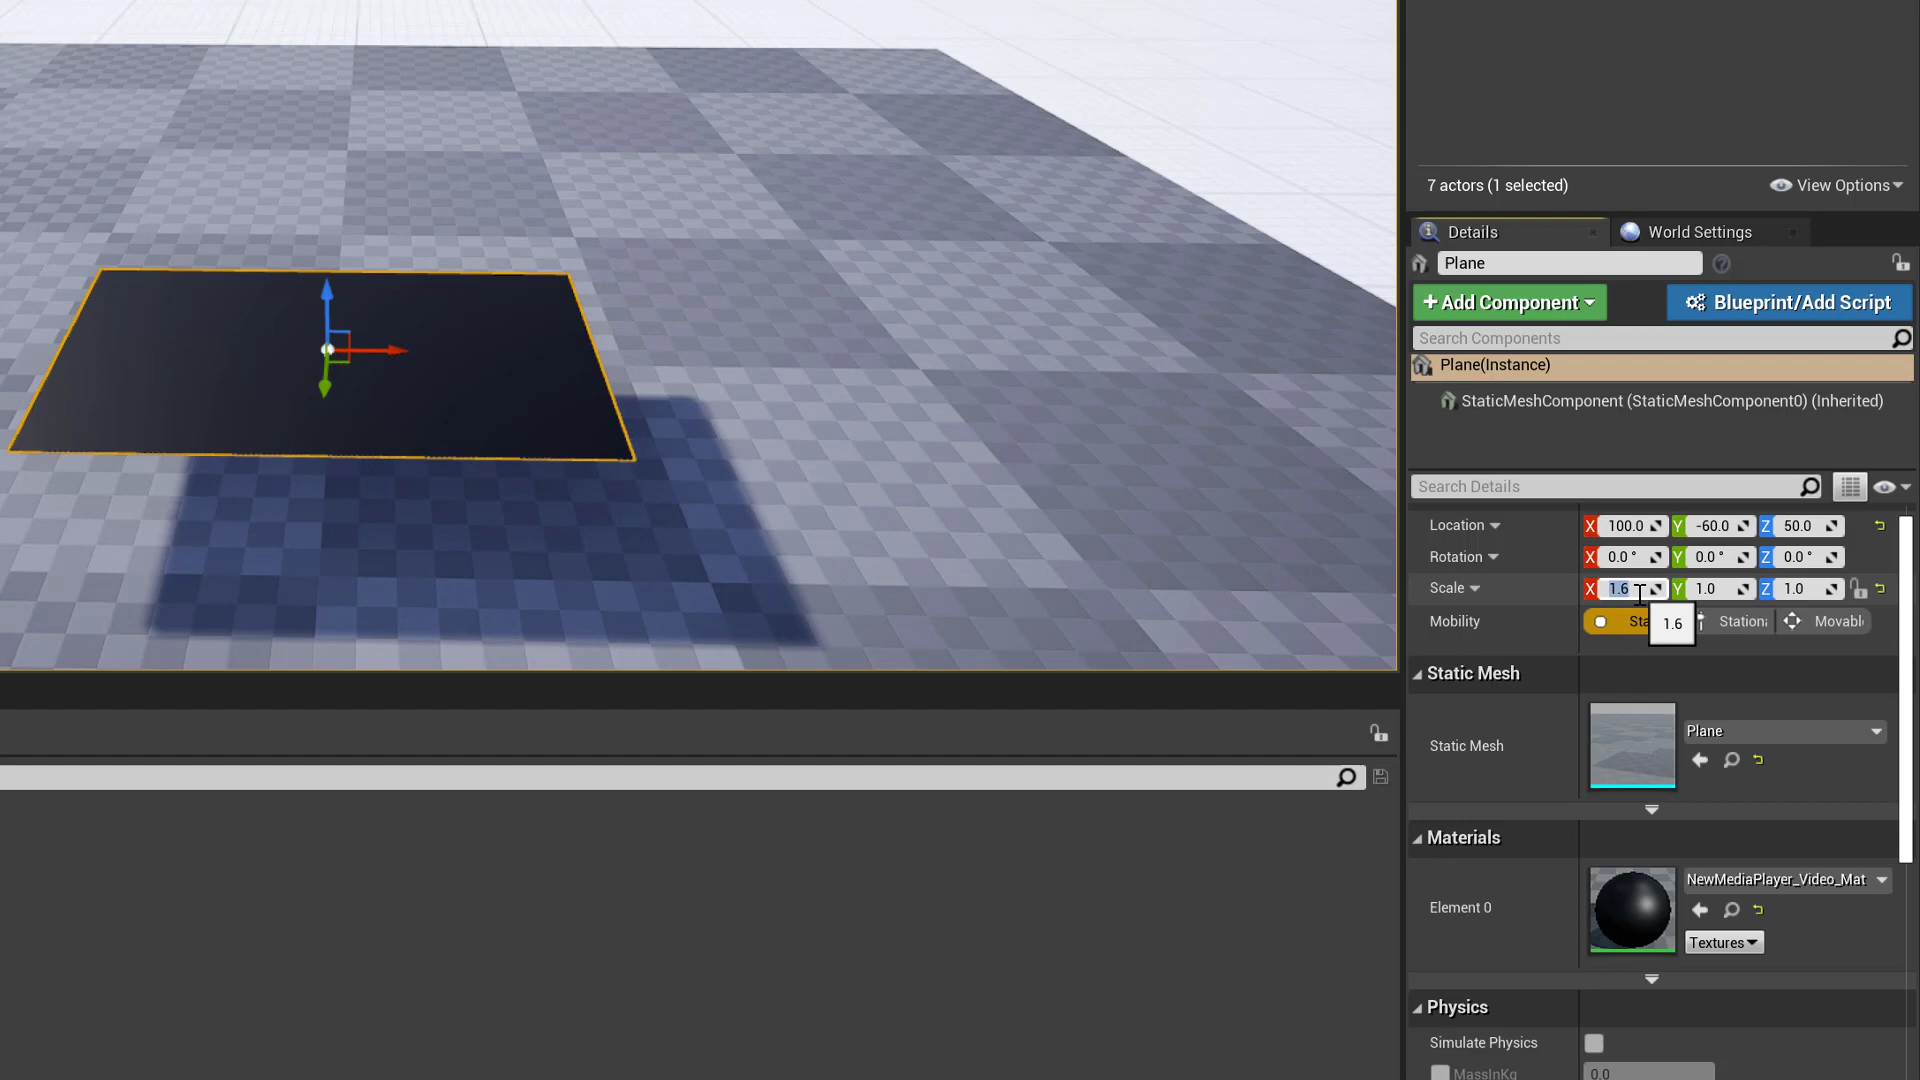 7 actors (1 selected)
View Options
Details
World Settings
Plane
Add Component
Blueprint/Add Script
Search Components
Plane(Instance)
StaticMeshComponent (StaticMeshComponent0) (Inherited)
Search Details
Location X 100.0 Y -60.0 Z 50.0
Rotation X 0.0 ° Y 0.0 ° Z 0.0 °
Scale X 1.6 Y 1.0 Z 1.0
Mobility Sta Stationa Movabl
1.6
Static Mesh
Static Mesh
Plane
Materials
Element 0
NewMediaPlayer_Video_Mat
Textures
Physics
Simulate Physics
MassInKg 0.0